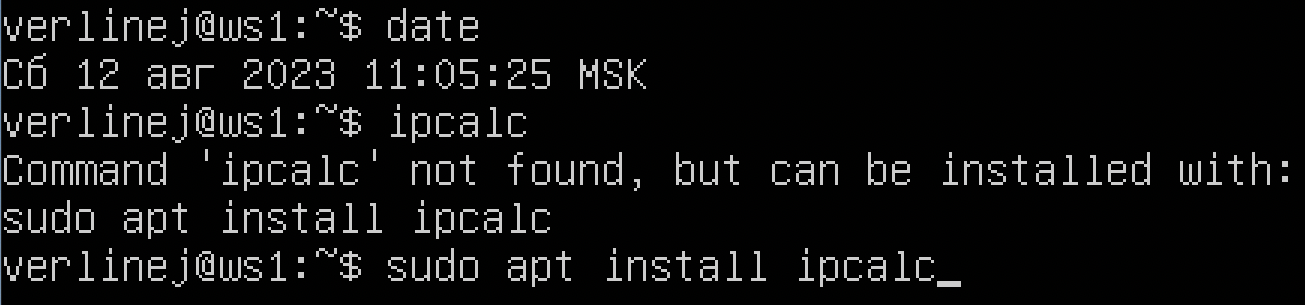 verlinej@ws1:~$ date
Сб 12 авг 2023 11:05:25 MSK
verlinej@ws1:~$ ipcalc
Command 'ipcalc' not found, but can be installed with:
sudo apt install ipcalc
verlinej@ws1:~$ sudo apt install ipcalc_